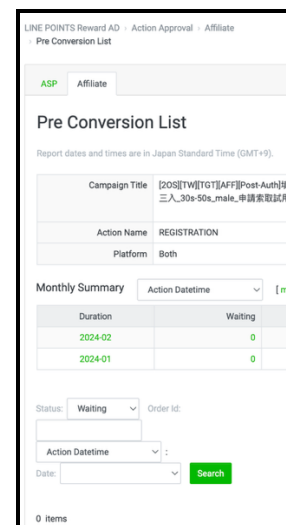 LINE POINTS Reward AD › Action Approval › Affiliate
› Pre Conversion List
ASP Affiliate
Pre Conversion List
Report dates and times are in Japan Standard Time (GMT+9).
Campaign Title [2OS][TW][TGT][AFF][Post-Auth]
三入_30s-50s_male_申請索取試用
Action Name REGISTRATION
Platform Both
Monthly Summary Action Datetime [
Duration Waiting
2024-02 0
2024-01 0
Status: Waiting Order Id:
Action Datetime :
Date: Search
0 items